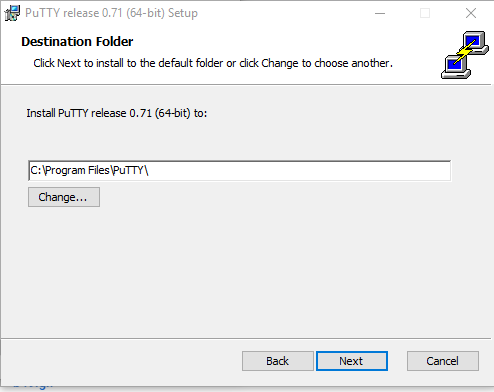 PuTTY release 0.71 (64-bit) Setup
Destination Folder
Click Next to install to the default folder or click Change to choose another.
Install PuTTY release 0.71 (64-bit) to:
C:\Program Files\PuTTY\
Change...
Back
Next
Cancel